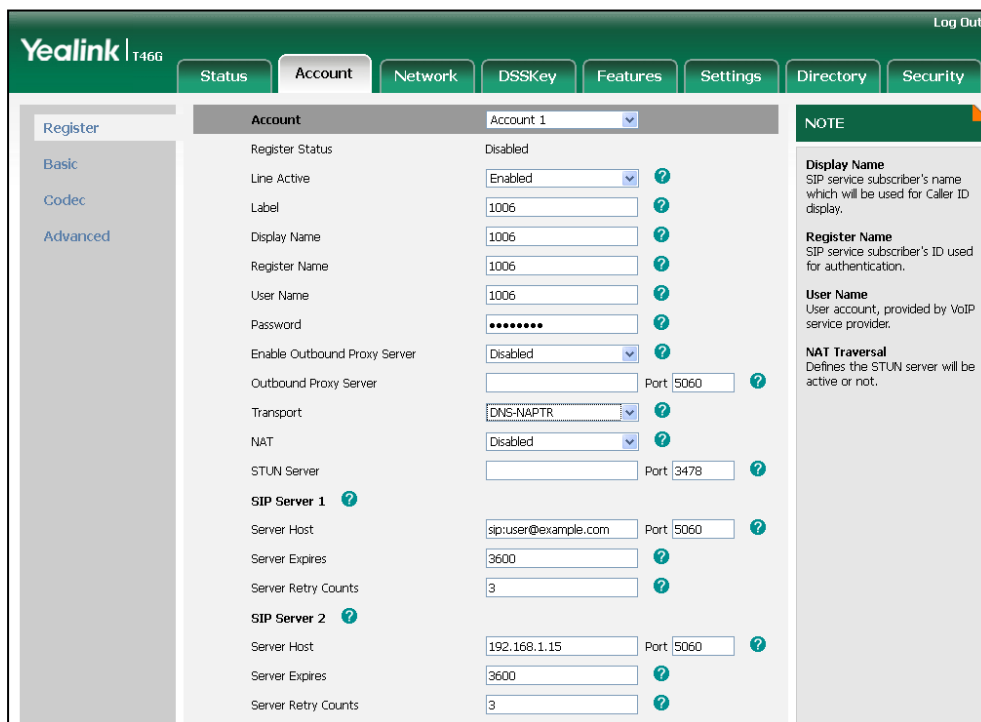 Log Out
Yealink T46G
Status Account Network DSSKey Features Settings Directory Security
Register
Basic
Codec
Advanced
Account Account 1
Register Status Disabled
Line Active Enabled ?
Label 1006 ?
Display Name 1006 ?
Register Name 1006 ?
User Name 1006 ?
Password •••••••• ?
Enable Outbound Proxy Server Disabled ?
Outbound Proxy Server Port 5060 ?
Transport DNS-NAPTR ?
NAT Disabled ?
STUN Server Port 3478 ?
SIP Server 1 ?
Server Host sip:user@example.com Port 5060 ?
Server Expires 3600 ?
Server Retry Counts 3 ?
SIP Server 2 ?
Server Host 192.168.1.15 Port 5060 ?
Server Expires 3600 ?
Server Retry Counts 3 ?
NOTE
Display Name
SIP service subscriber's name
which will be used for Caller ID
display.
Register Name
SIP service subscriber's ID used
for authentication.
User Name
User account, provided by VoIP
service provider.
NAT Traversal
Defines the STUN server will be
active or not.